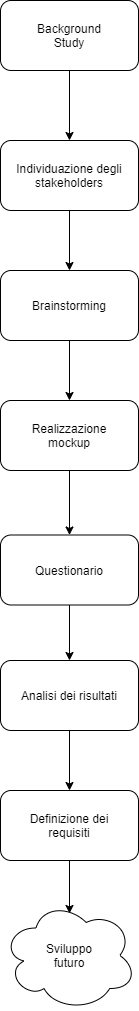 Background
Study
Individuazione degli
stakeholders
Brainstorming
Realizzazione
mockup
Questionario
Analisi dei risultati
Definizione dei
requisiti
Sviluppo
futuro